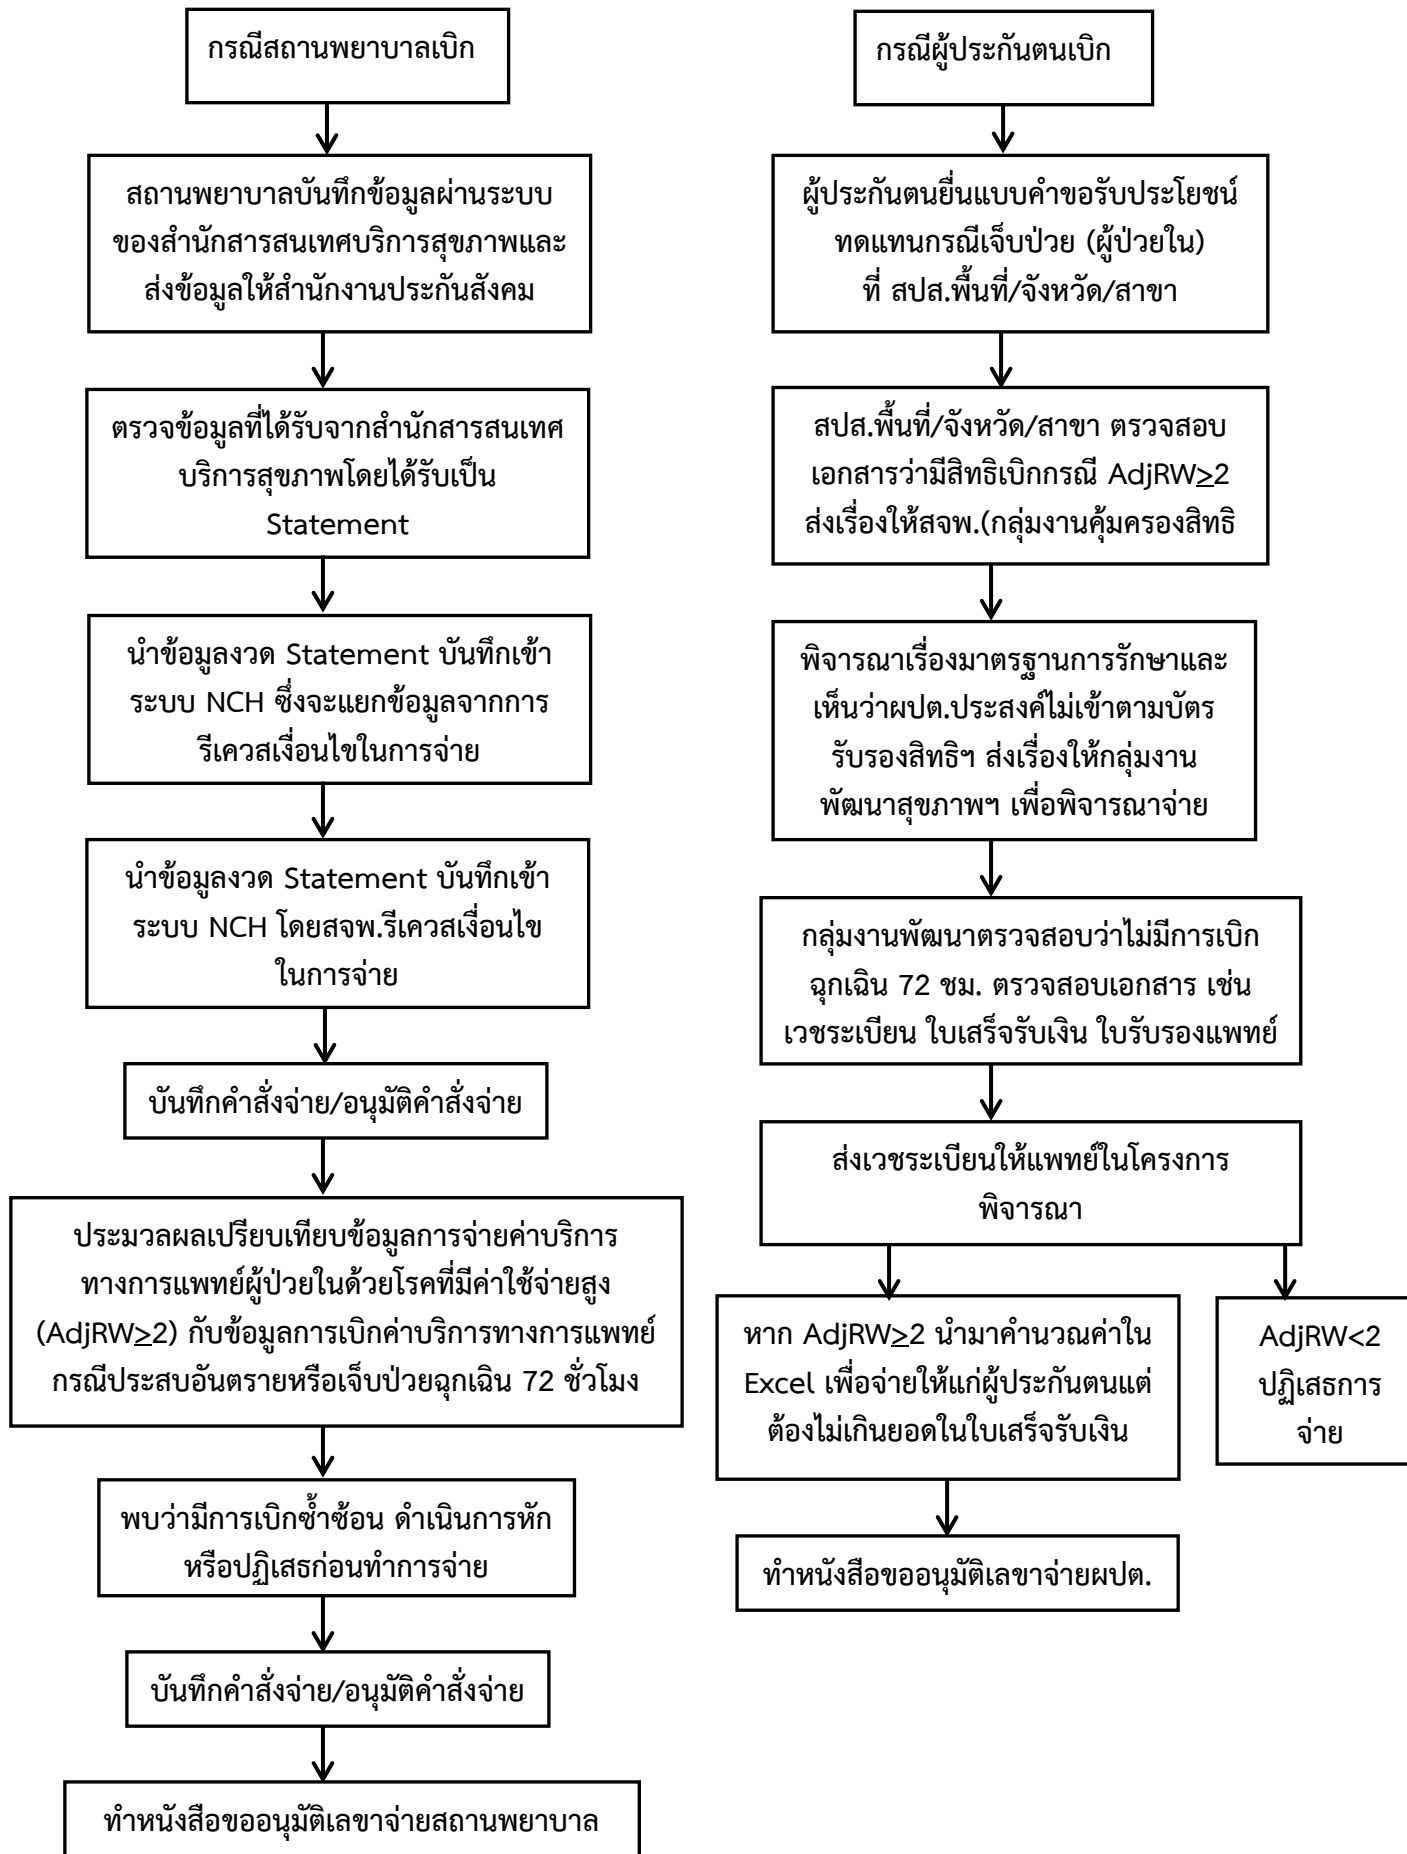 กรณีสถานพยาบาลเบิก
สถานพยาบาลบันทึกข้อมูลผ่านระบบ
ของสำนักสารสนเทศบริการสุขภาพและ
ส่งข้อมูลให้สำนักงานประกันสังคม
ตรวจข้อมูลที่ได้รับจากสำนักสารสนเทศ
บริการสุขภาพโดยได้รับเป็น
Statement
นำข้อมูลงวด Statement บันทึกเข้า
ระบบ NCH ซึ่งจะแยกข้อมูลจากการ
รีเควสเงื่อนไขในการจ่าย
นำข้อมูลงวด Statement บันทึกเข้า
ระบบ NCH โดยสจพ.รีเควสเงื่อนไข
ในการจ่าย
บันทึกคำสั่งจ่าย/อนุมัติคำสั่งจ่าย
ประมวลผลเปรียบเทียบข้อมูลการจ่ายค่าบริการ
ทางการแพทย์ผู้ป่วยในด้วยโรคที่มีค่าใช้จ่ายสูง
(AdjRW≥2) กับข้อมูลการเบิกค่าบริการทางการแพทย์
กรณีประสบอันตรายหรือเจ็บป่วยฉุกเฉิน 72 ชั่วโมง
พบว่ามีการเบิกซ้ำซ้อน ดำเนินการหัก
หรือปฏิเสธก่อนทำการจ่าย
บันทึกคำสั่งจ่าย/อนุมัติคำสั่งจ่าย
ทำหนังสือขออนุมัติเลขาจ่ายสถานพยาบาล
กรณีผู้ประกันตนเบิก
ผู้ประกันตนยื่นแบบคำขอรับประโยชน์
ทดแทนกรณีเจ็บป่วย (ผู้ป่วยใน)
ที่ สปส.พื้นที่/จังหวัด/สาขา
สปส.พื้นที่/จังหวัด/สาขา ตรวจสอบ
เอกสารว่ามีสิทธิเบิกกรณี AdjRW≥2
ส่งเรื่องให้สจพ.(กลุ่มงานคุ้มครองสิทธิ
พิจารณาเรื่องมาตรฐานการรักษาและ
เห็นว่าผปต.ประสงค์ไม่เข้าตามบัตร
รับรองสิทธิฯ ส่งเรื่องให้กลุ่มงาน
พัฒนาสุขภาพฯ เพื่อพิจารณาจ่าย
กลุ่มงานพัฒนาตรวจสอบว่าไม่มีการเบิก
ฉุกเฉิน 72 ชม. ตรวจสอบเอกสาร เช่น
เวชระเบียน ใบเสร็จรับเงิน ใบรับรองแพทย์
ส่งเวชระเบียนให้แพทย์ในโครงการ
พิจารณา
หาก AdjRW≥2 นำมาคำนวณค่าใน
Excel เพื่อจ่ายให้แก่ผู้ประกันตนแต่
ต้องไม่เกินยอดในใบเสร็จรับเงิน
AdjRW<2
ปฏิเสธการ
จ่าย
ทำหนังสือขออนุมัติเลขาจ่ายผปต.